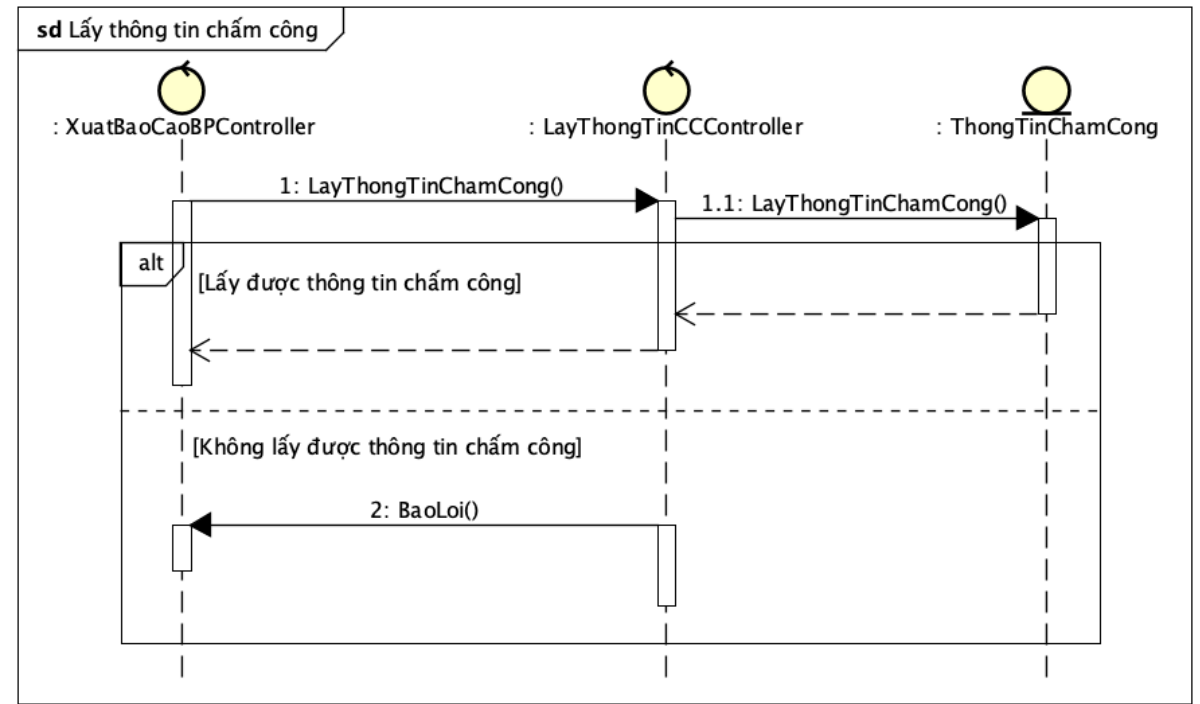 sd Lấy thông tin chấm công
: XuatBaoCaoBPController
: LayThongTinCCController
: ThongTinChamCong
1: LayThongTinChamCong()
1.1: LayThongTinChamCong()
alt
[Lấy được thông tin chấm công]
[Không lấy được thông tin chấm công]
2: BaoLoi()